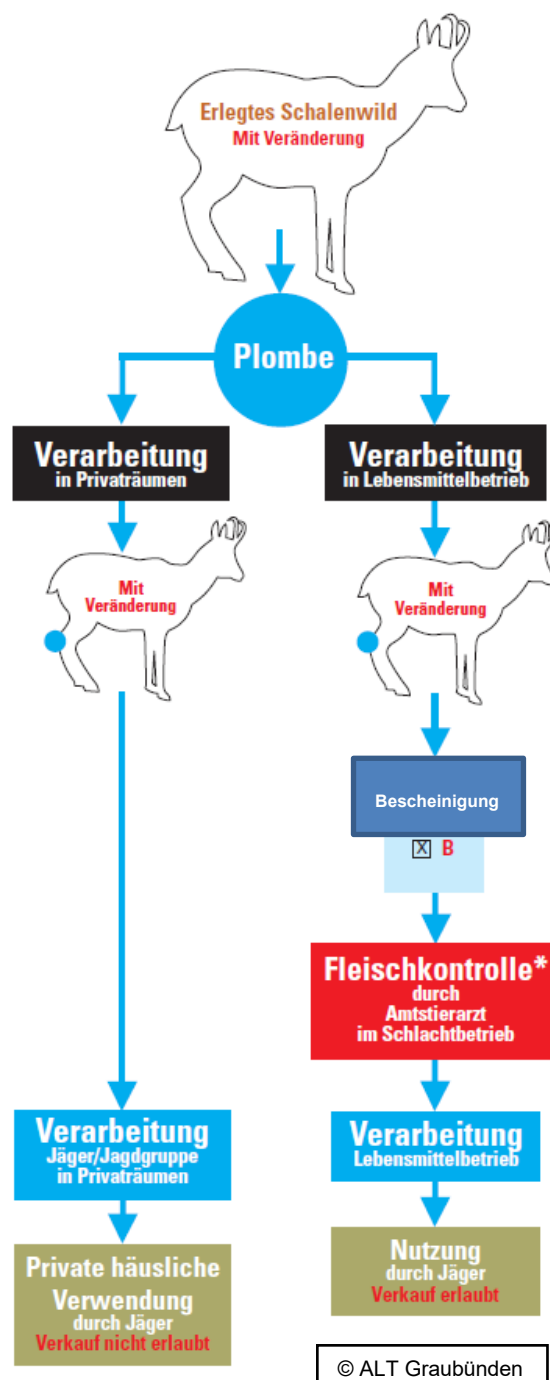 Erlegtes Schalenwild
Mit Veränderung
Plombe
Verarbeitung
in Privaträumen
Verarbeitung
in Lebensmittelbetrieb
Mit
Veränderung
Mit
Veränderung
Bescheinigung
X B
Fleischkontrolle*
durch
Amtstierarzt
im Schlachtbetrieb
Verarbeitung
Jäger/Jagdgruppe
in Privaträumen
Verarbeitung
Lebensmittelbetrieb
Private häusliche
Verwendung
durch Jäger
Verkauf nicht erlaubt
Nutzung
durch Jäger
Verkauf erlaubt
© ALT Graubünden